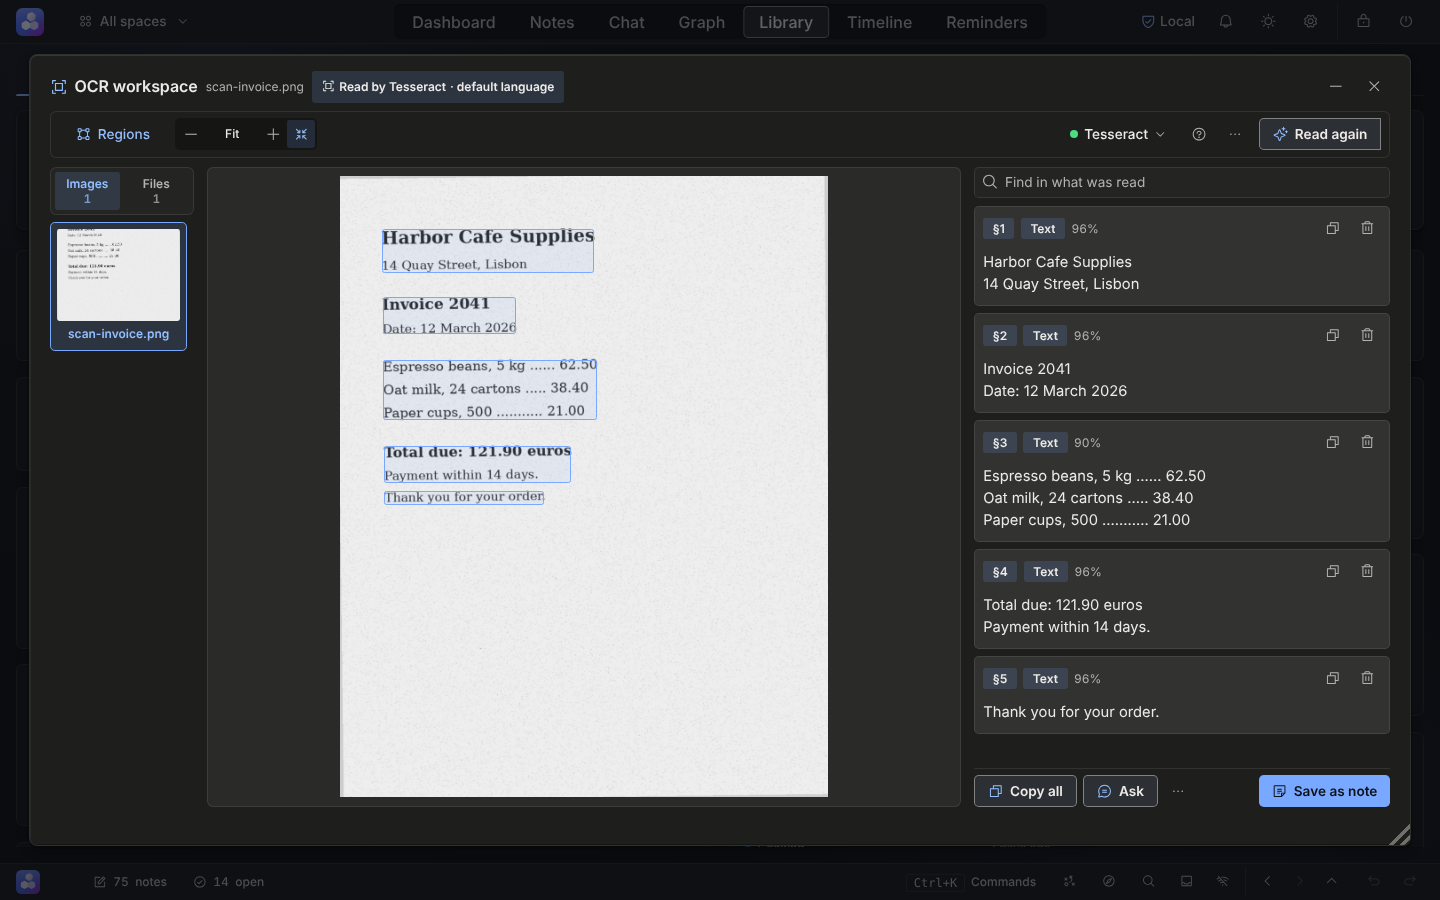 All spaces
Dashboard
Notes
Chat
Graph
Library
Timeline
Reminders
Local
OCR workspace
scan-invoice.png
Read by Tesseract · default language
Regions
Fit
Tesseract
Read again
Images
1
Files
1
scan-invoice.png
Harbor Cafe Supplies
14 Quay Street, Lisbon
Invoice 2041
Date: 12 March 2026
Espresso beans, 5 kg ...... 62.50
Oat milk, 24 cartons ..... 38.40
Paper cups, 500 ........... 21.00
Total due: 121.90 euros
Payment within 14 days.
Thank you for your order.
Find in what was read
§1 Text 96%
Harbor Cafe Supplies
14 Quay Street, Lisbon
§2 Text 96%
Invoice 2041
Date: 12 March 2026
§3 Text 90%
Espresso beans, 5 kg ...... 62.50
Oat milk, 24 cartons ..... 38.40
Paper cups, 500 ........... 21.00
§4 Text 96%
Total due: 121.90 euros
Payment within 14 days.
§5 Text 96%
Thank you for your order.
Copy all
Ask
Save as note
75 notes
14 open
Ctrl+K Commands